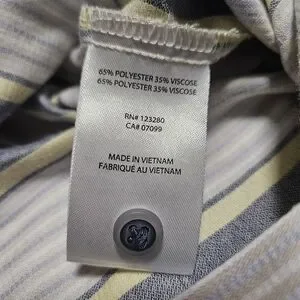 65% POLYESTER 35% VISCOSE
65% POLYESTER 35% VISCOSE
RN# 123280
CA# 07099
MADE IN VIETNAM
FABRIQUÉ AU VIETNAM